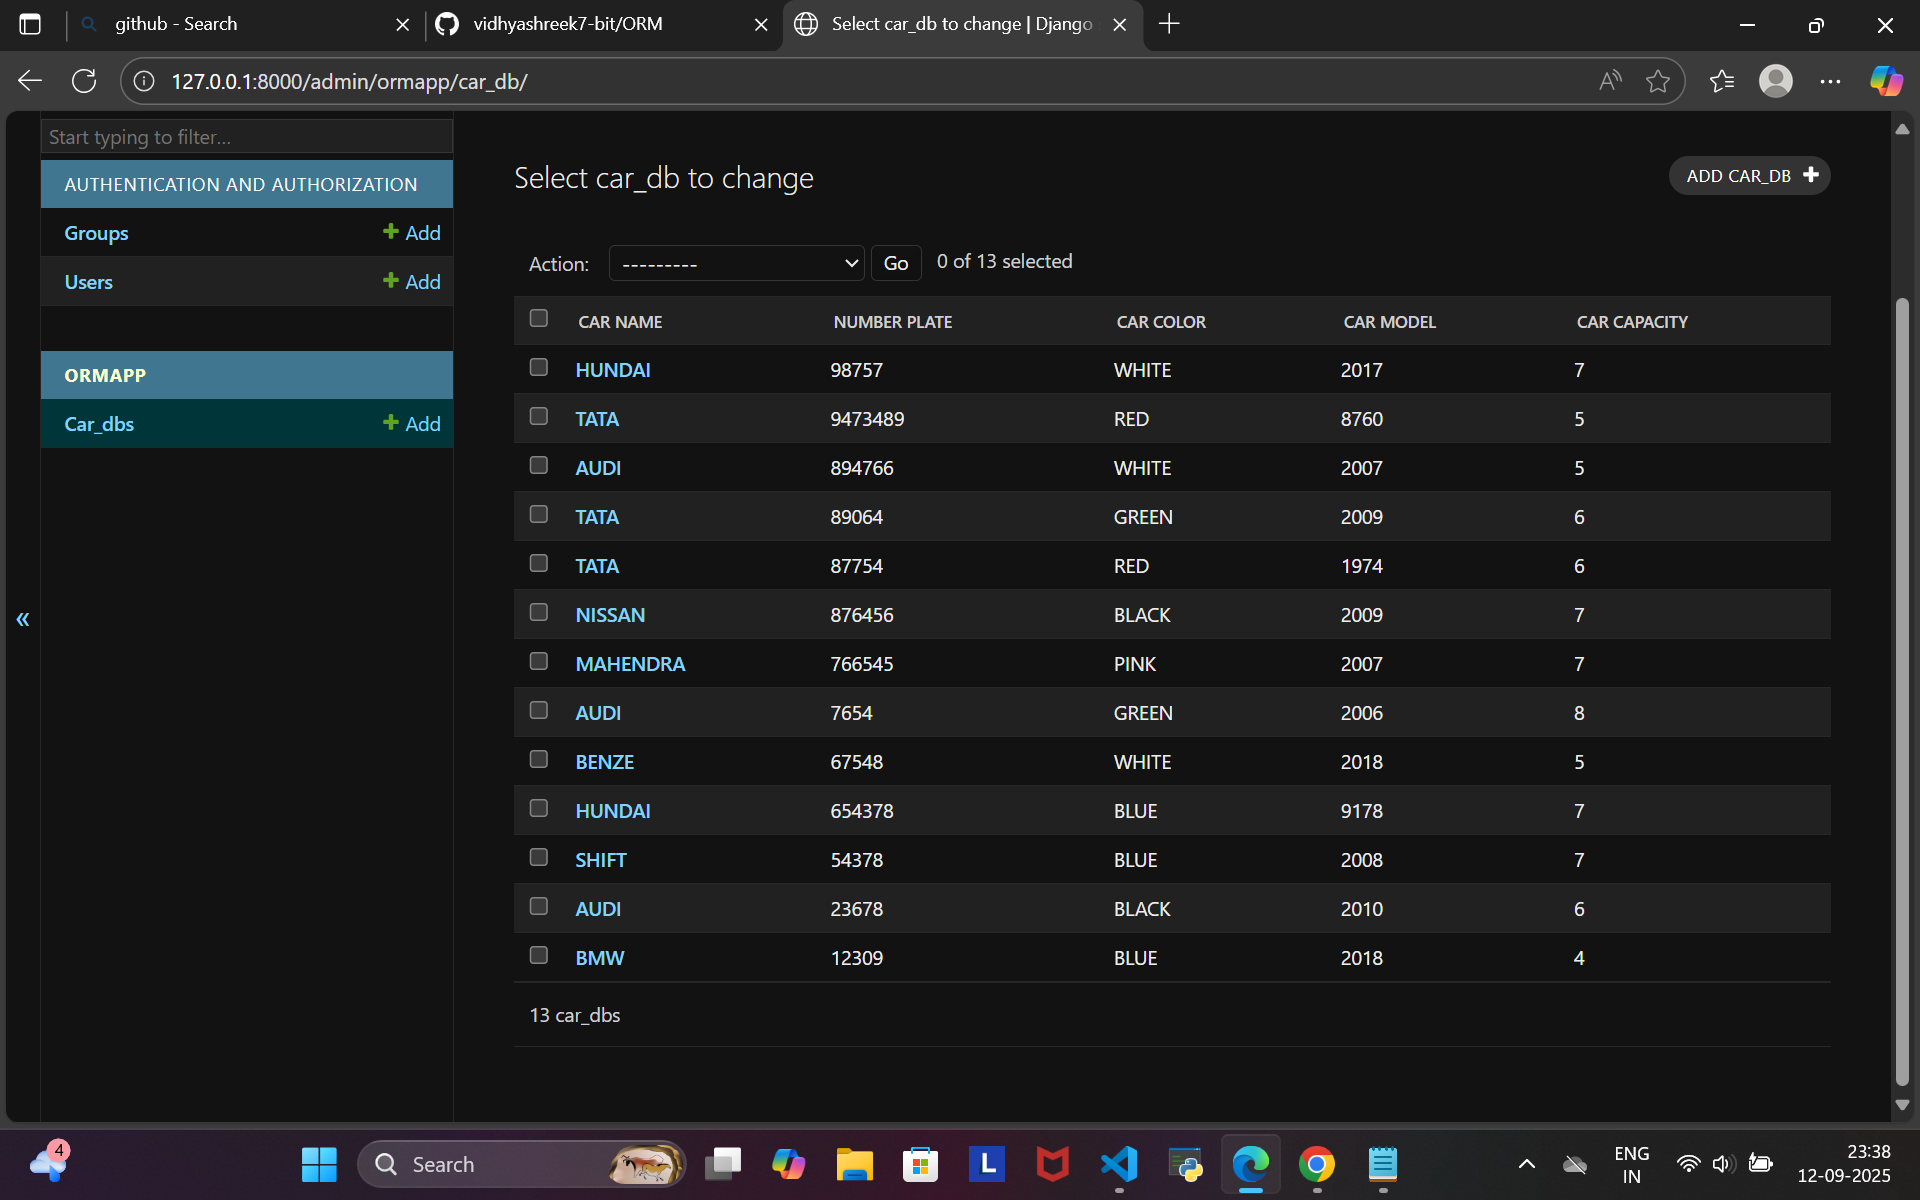 github - Search
vidhyashreek7-bit/ORM
Select car_db to change | Django
127.0.0.1:8000/admin/ormapp/car_db/
Start typing to filter...
AUTHENTICATION AND AUTHORIZATION
Groups + Add
Users + Add
ORMAPP
Car_dbs + Add
«
Select car_db to change
ADD CAR_DB +
Action: --------- Go 0 of 13 selected
CAR NAME NUMBER PLATE CAR COLOR CAR MODEL CAR CAPACITY
HUNDAI 98757 WHITE 2017 7
TATA 9473489 RED 8760 5
AUDI 894766 WHITE 2007 5
TATA 89064 GREEN 2009 6
TATA 87754 RED 1974 6
NISSAN 876456 BLACK 2009 7
MAHENDRA 766545 PINK 2007 7
AUDI 7654 GREEN 2006 8
BENZE 67548 WHITE 2018 5
HUNDAI 654378 BLUE 9178 7
SHIFT 54378 BLUE 2008 7
AUDI 23678 BLACK 2010 6
BMW 12309 BLUE 2018 4
13 car_dbs
4
Search
L
ENG
IN
23:38
12-09-2025